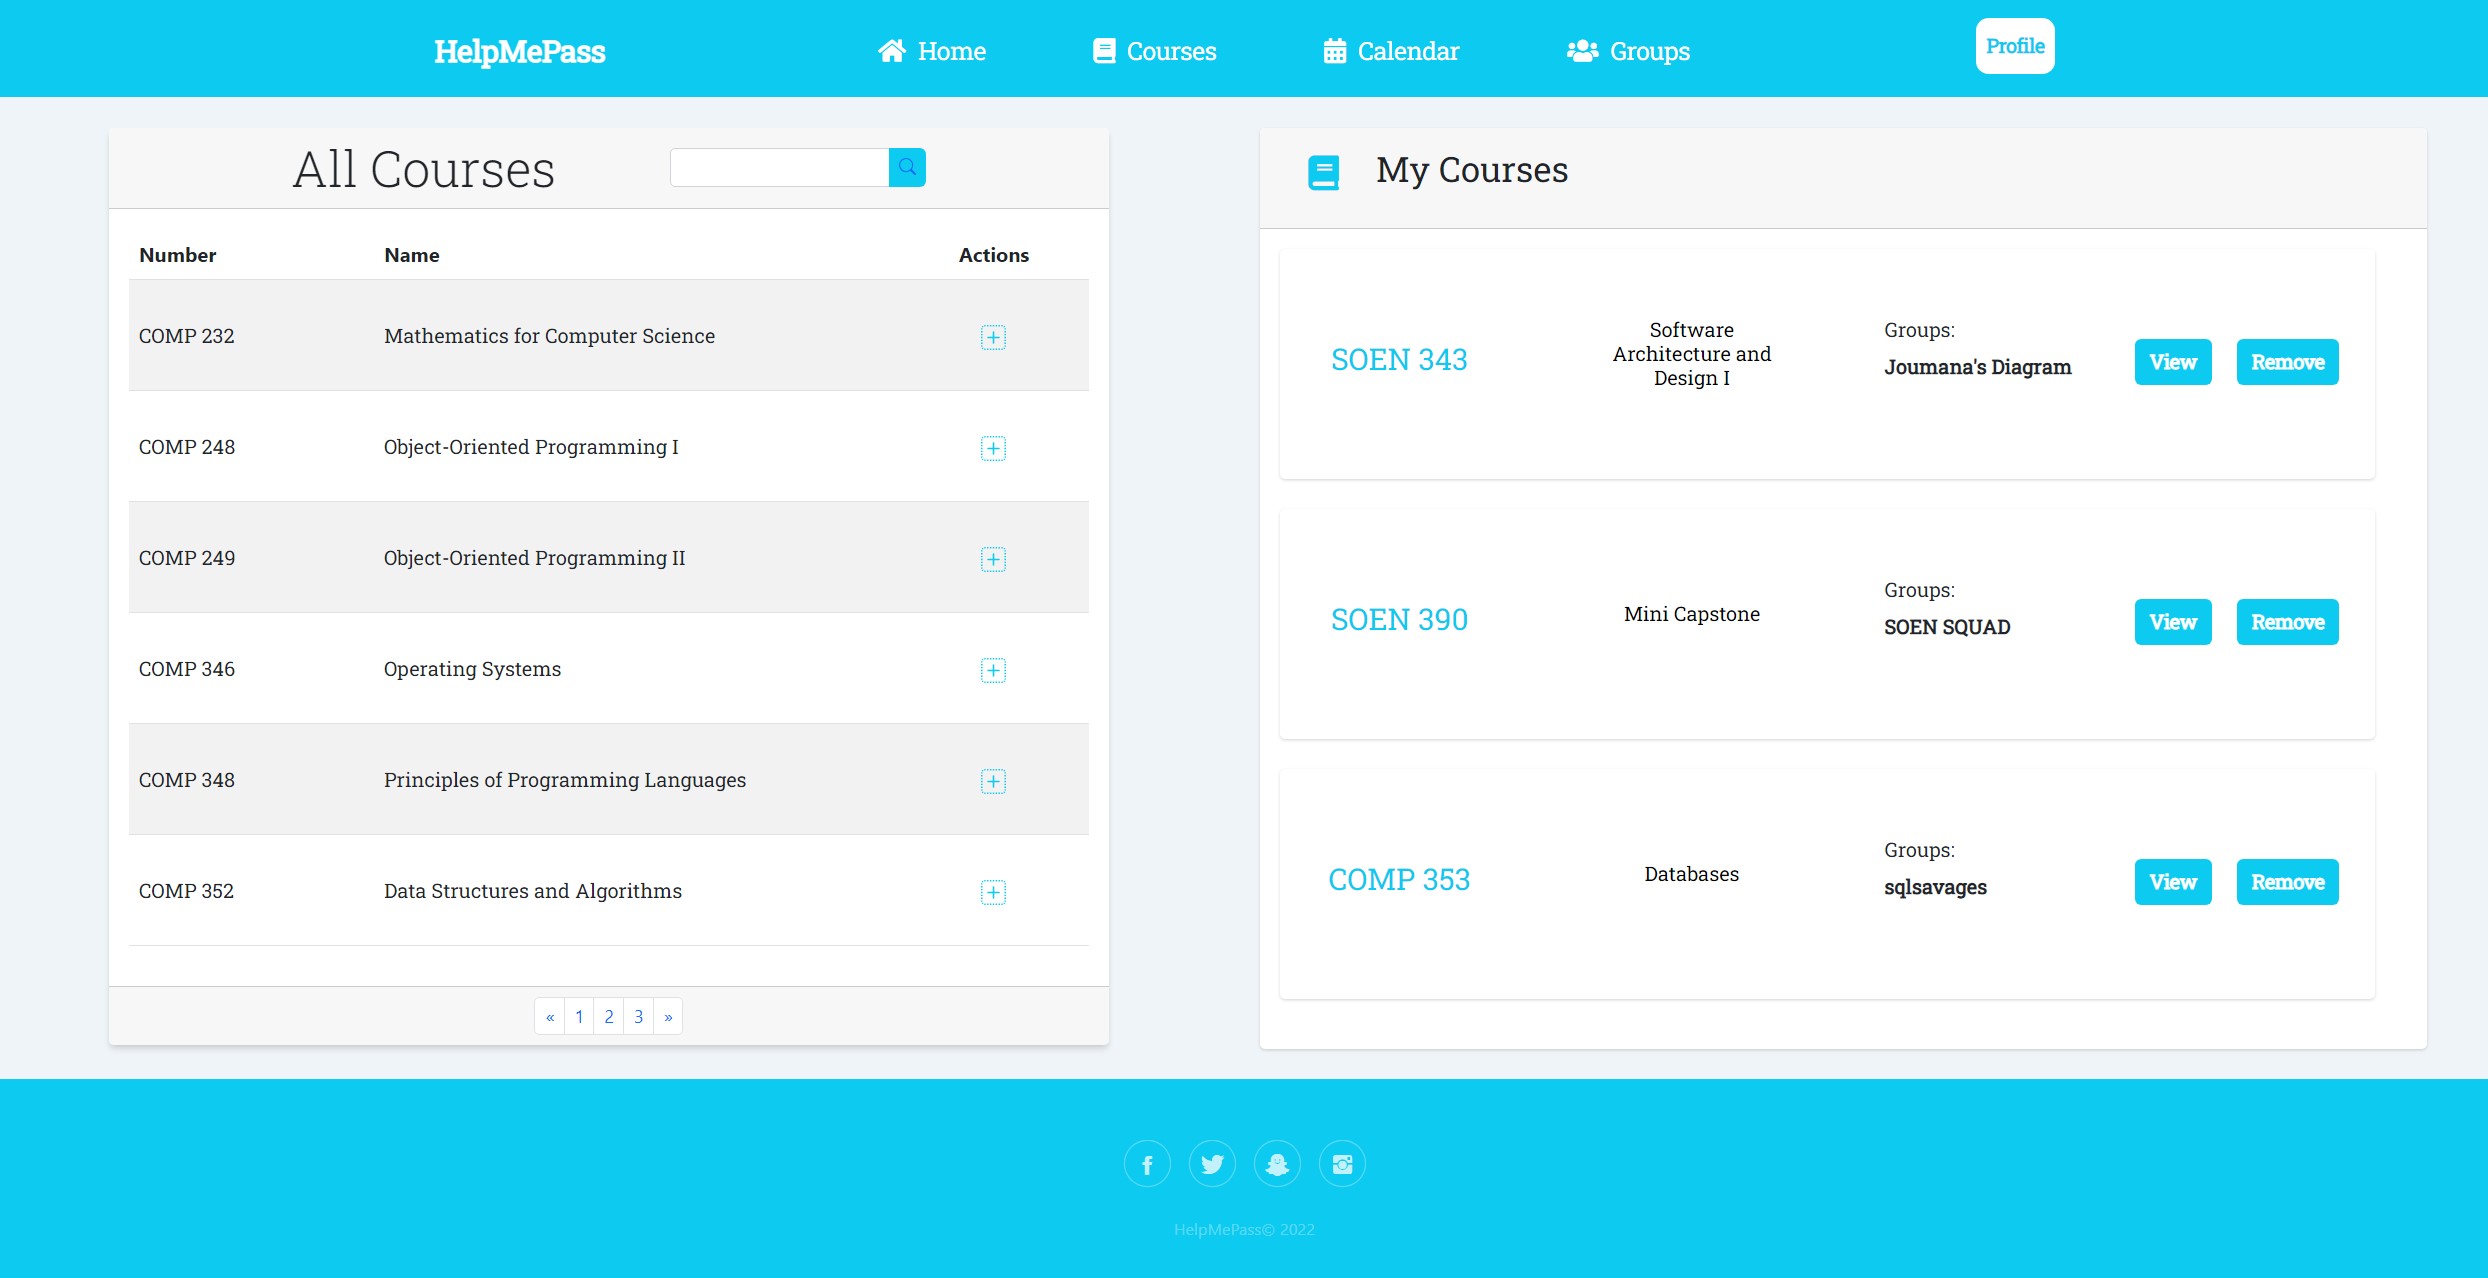 HelpMePass
Home
Courses
Calendar
Groups
Profile
All Courses
Number Name Actions
COMP 232 Mathematics for Computer Science
COMP 248 Object-Oriented Programming I
COMP 249 Object-Oriented Programming II
COMP 346 Operating Systems
COMP 348 Principles of Programming Languages
COMP 352 Data Structures and Algorithms
« 1 2 3 »
My Courses
SOEN 343
Software
Architecture and
Design I
Groups:
Joumana's Diagram
View
Remove
SOEN 390
Mini Capstone
Groups:
SOEN SQUAD
View
Remove
COMP 353
Databases
Groups:
sqlsavages
View
Remove
HelpMePass© 2022